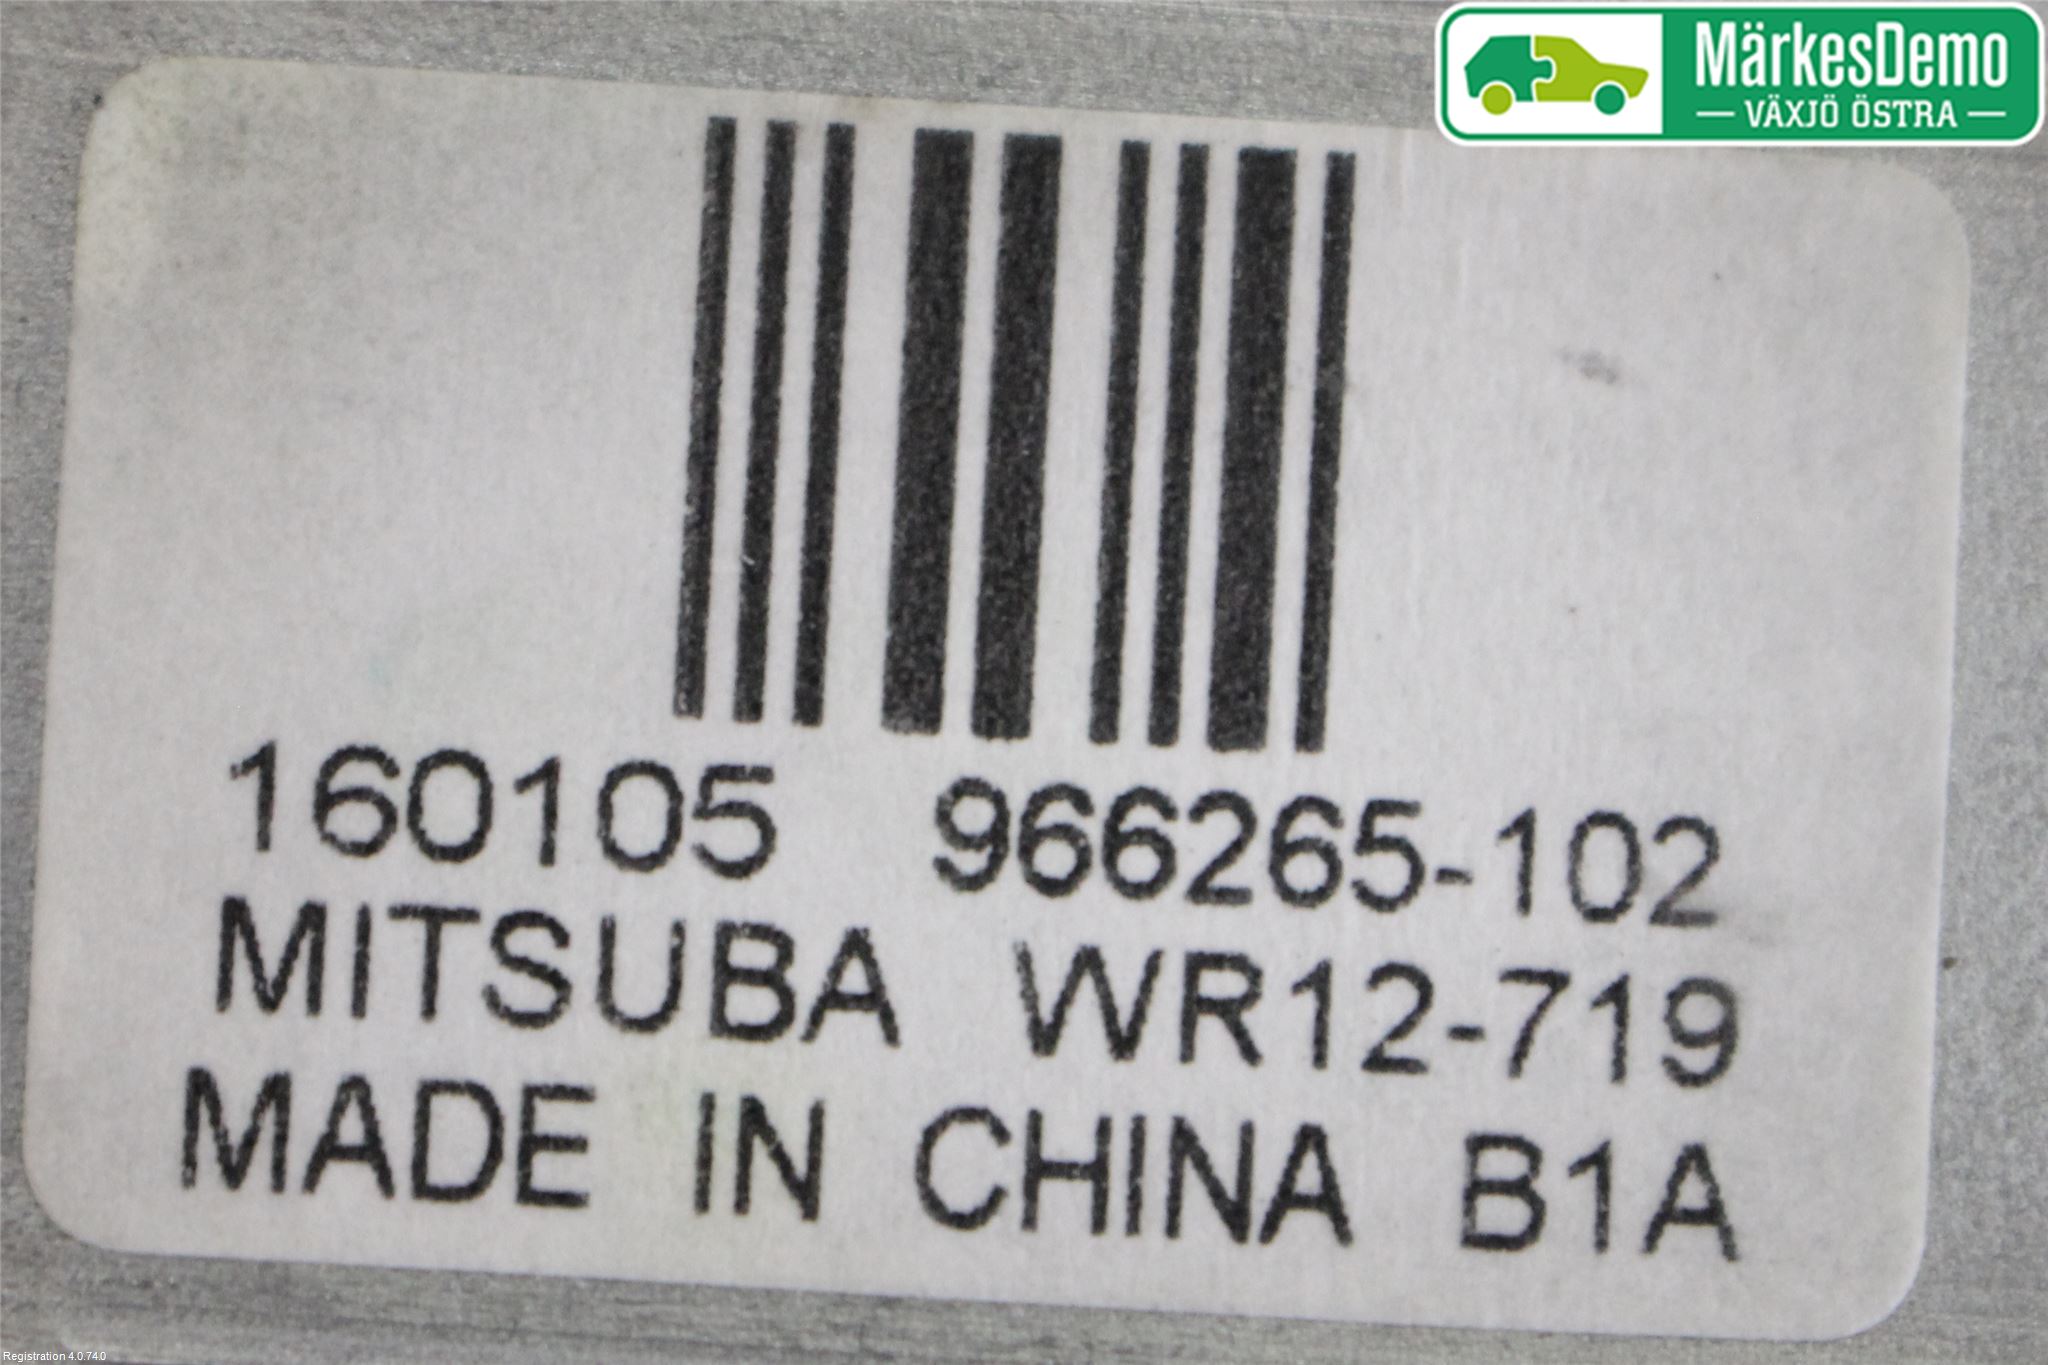 MärkesDemo
VÄXJÖ ÖSTRA
160105 966265-102
MITSUBA WR12-719
MADE IN CHINA B1A
Registration 4.0.74.0